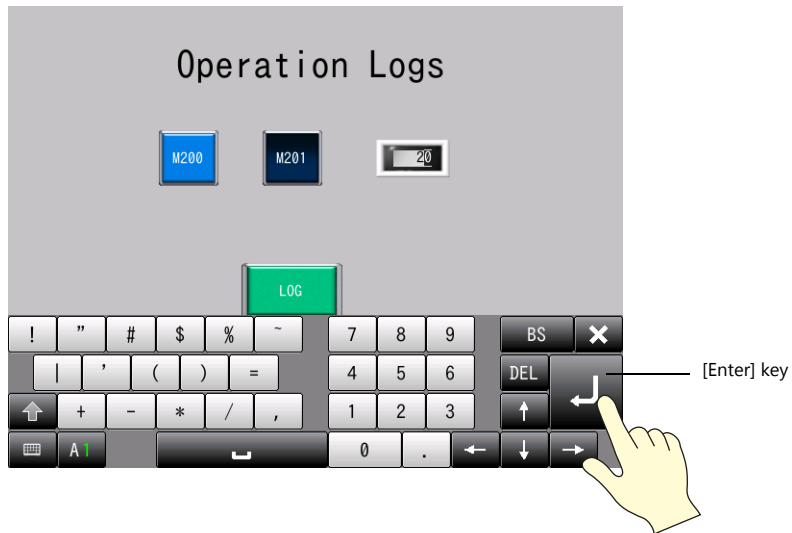 Operation Logs
M200 M201 20
LOG
! " # $ % ~ 7 8 9 BS
| ' ( ) = 4 5 6 DEL
[Enter] key
+ - * / , 1 2 3 ↑
A1 0 . ← ↓ →